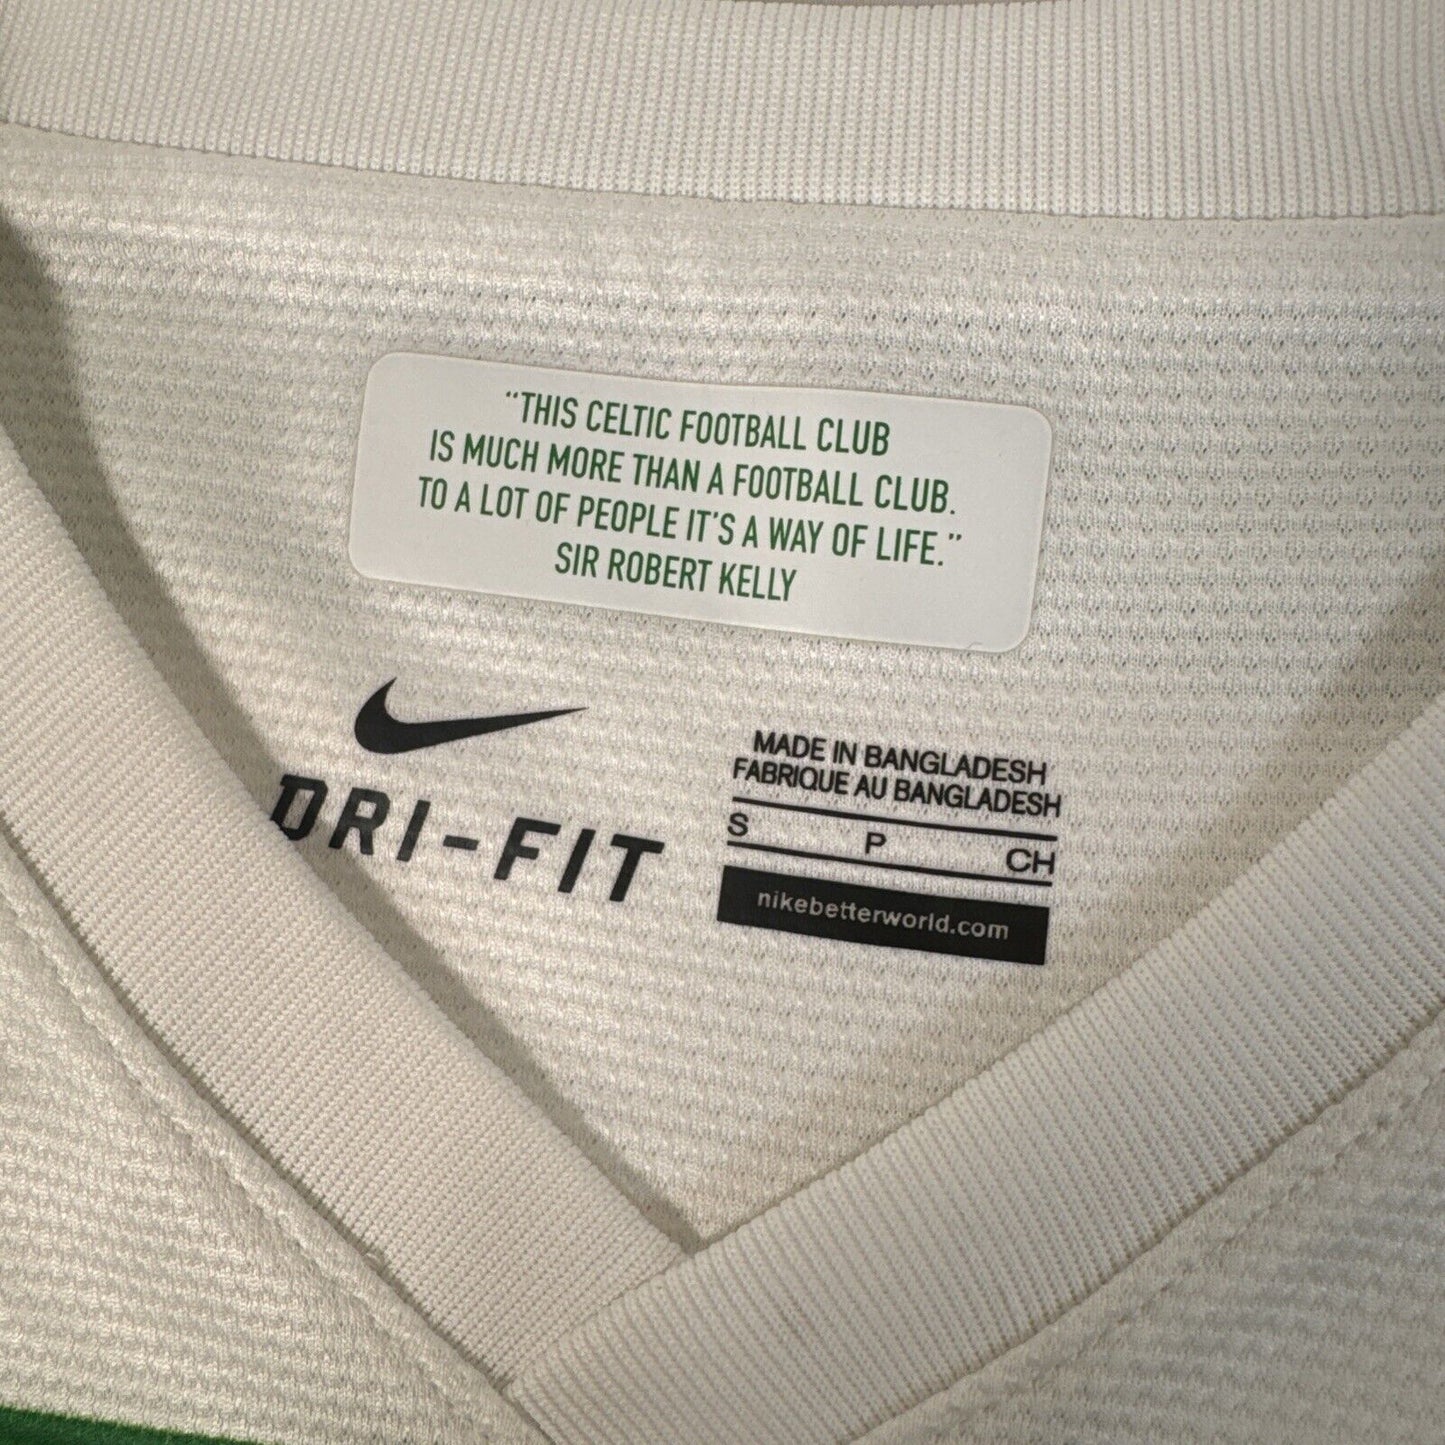 “THIS CELTIC FOOTBALL CLUB
IS MUCH MORE THAN A FOOTBALL CLUB.
TO A LOT OF PEOPLE IT'S A WAY OF LIFE.”
SIR ROBERT KELLY
DRI-FIT
MADE IN BANGLADESH
FABRIQUE AU BANGLADESH
S P CH
nikebetterworld.com